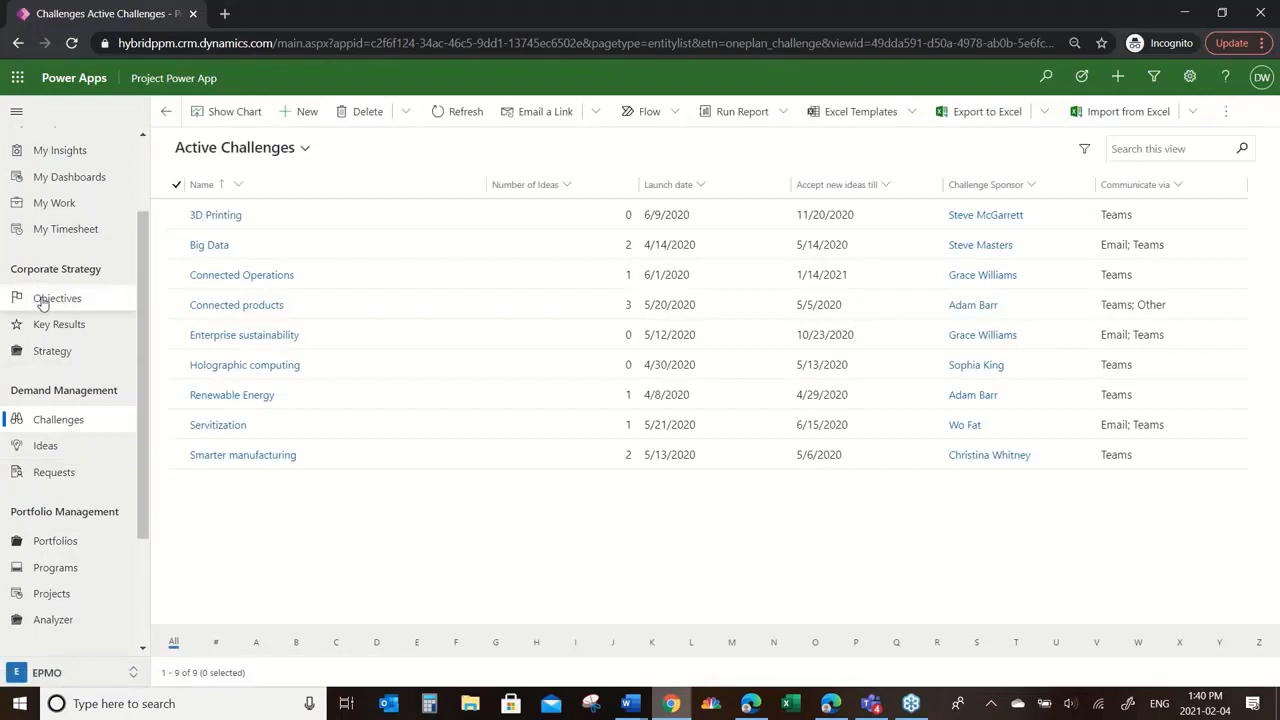 Active Challenges - P
hybridppm.crm.dynamics.com/main.aspx?appid=c2f6f124-34ac-46c5-9dd1-13745ec6502e&pagetype=entitylist&etn=oneplan_challenge&viewid=49dda591-d50a-4978-ab0b-5e6fc...
Incognito
Update
Power Apps
Project Power App
DW
Show Chart
New
Delete
Refresh
Email a Link
Flow
Run Report
Excel Templates
Export to Excel
Import from Excel
My Insights
My Dashboards
My Work
My Timesheet
Corporate Strategy
Objectives
Key Results
Strategy
Demand Management
Challenges
Ideas
Requests
Portfolio Management
Portfolios
Programs
Projects
Analyzer
E EPMO
Active Challenges
Search this view
Name Number of Ideas Launch date Accept new ideas till Challenge Sponsor Communicate via
3D Printing 0 6/9/2020 11/20/2020 Steve McGarrett Teams
Big Data 2 4/14/2020 5/14/2020 Steve Masters Email; Teams
Connected Operations 1 6/1/2020 1/14/2021 Grace Williams Teams
Connected products 3 5/20/2020 5/5/2020 Adam Barr Teams; Other
Enterprise sustainability 0 5/12/2020 10/23/2020 Grace Williams Email; Teams
Holographic computing 0 4/30/2020 5/13/2020 Sophia King Teams
Renewable Energy 1 4/8/2020 4/29/2020 Adam Barr Teams
Servitization 1 5/21/2020 6/15/2020 Wo Fat Email; Teams
Smarter manufacturing 2 5/13/2020 5/6/2020 Christina Whitney Teams
All # A B C D E F G H I J K L M N O P Q R S T U V W X Y Z
1 - 9 of 9 (0 selected)
Type here to search
ENG
1:40 PM
2021-02-04